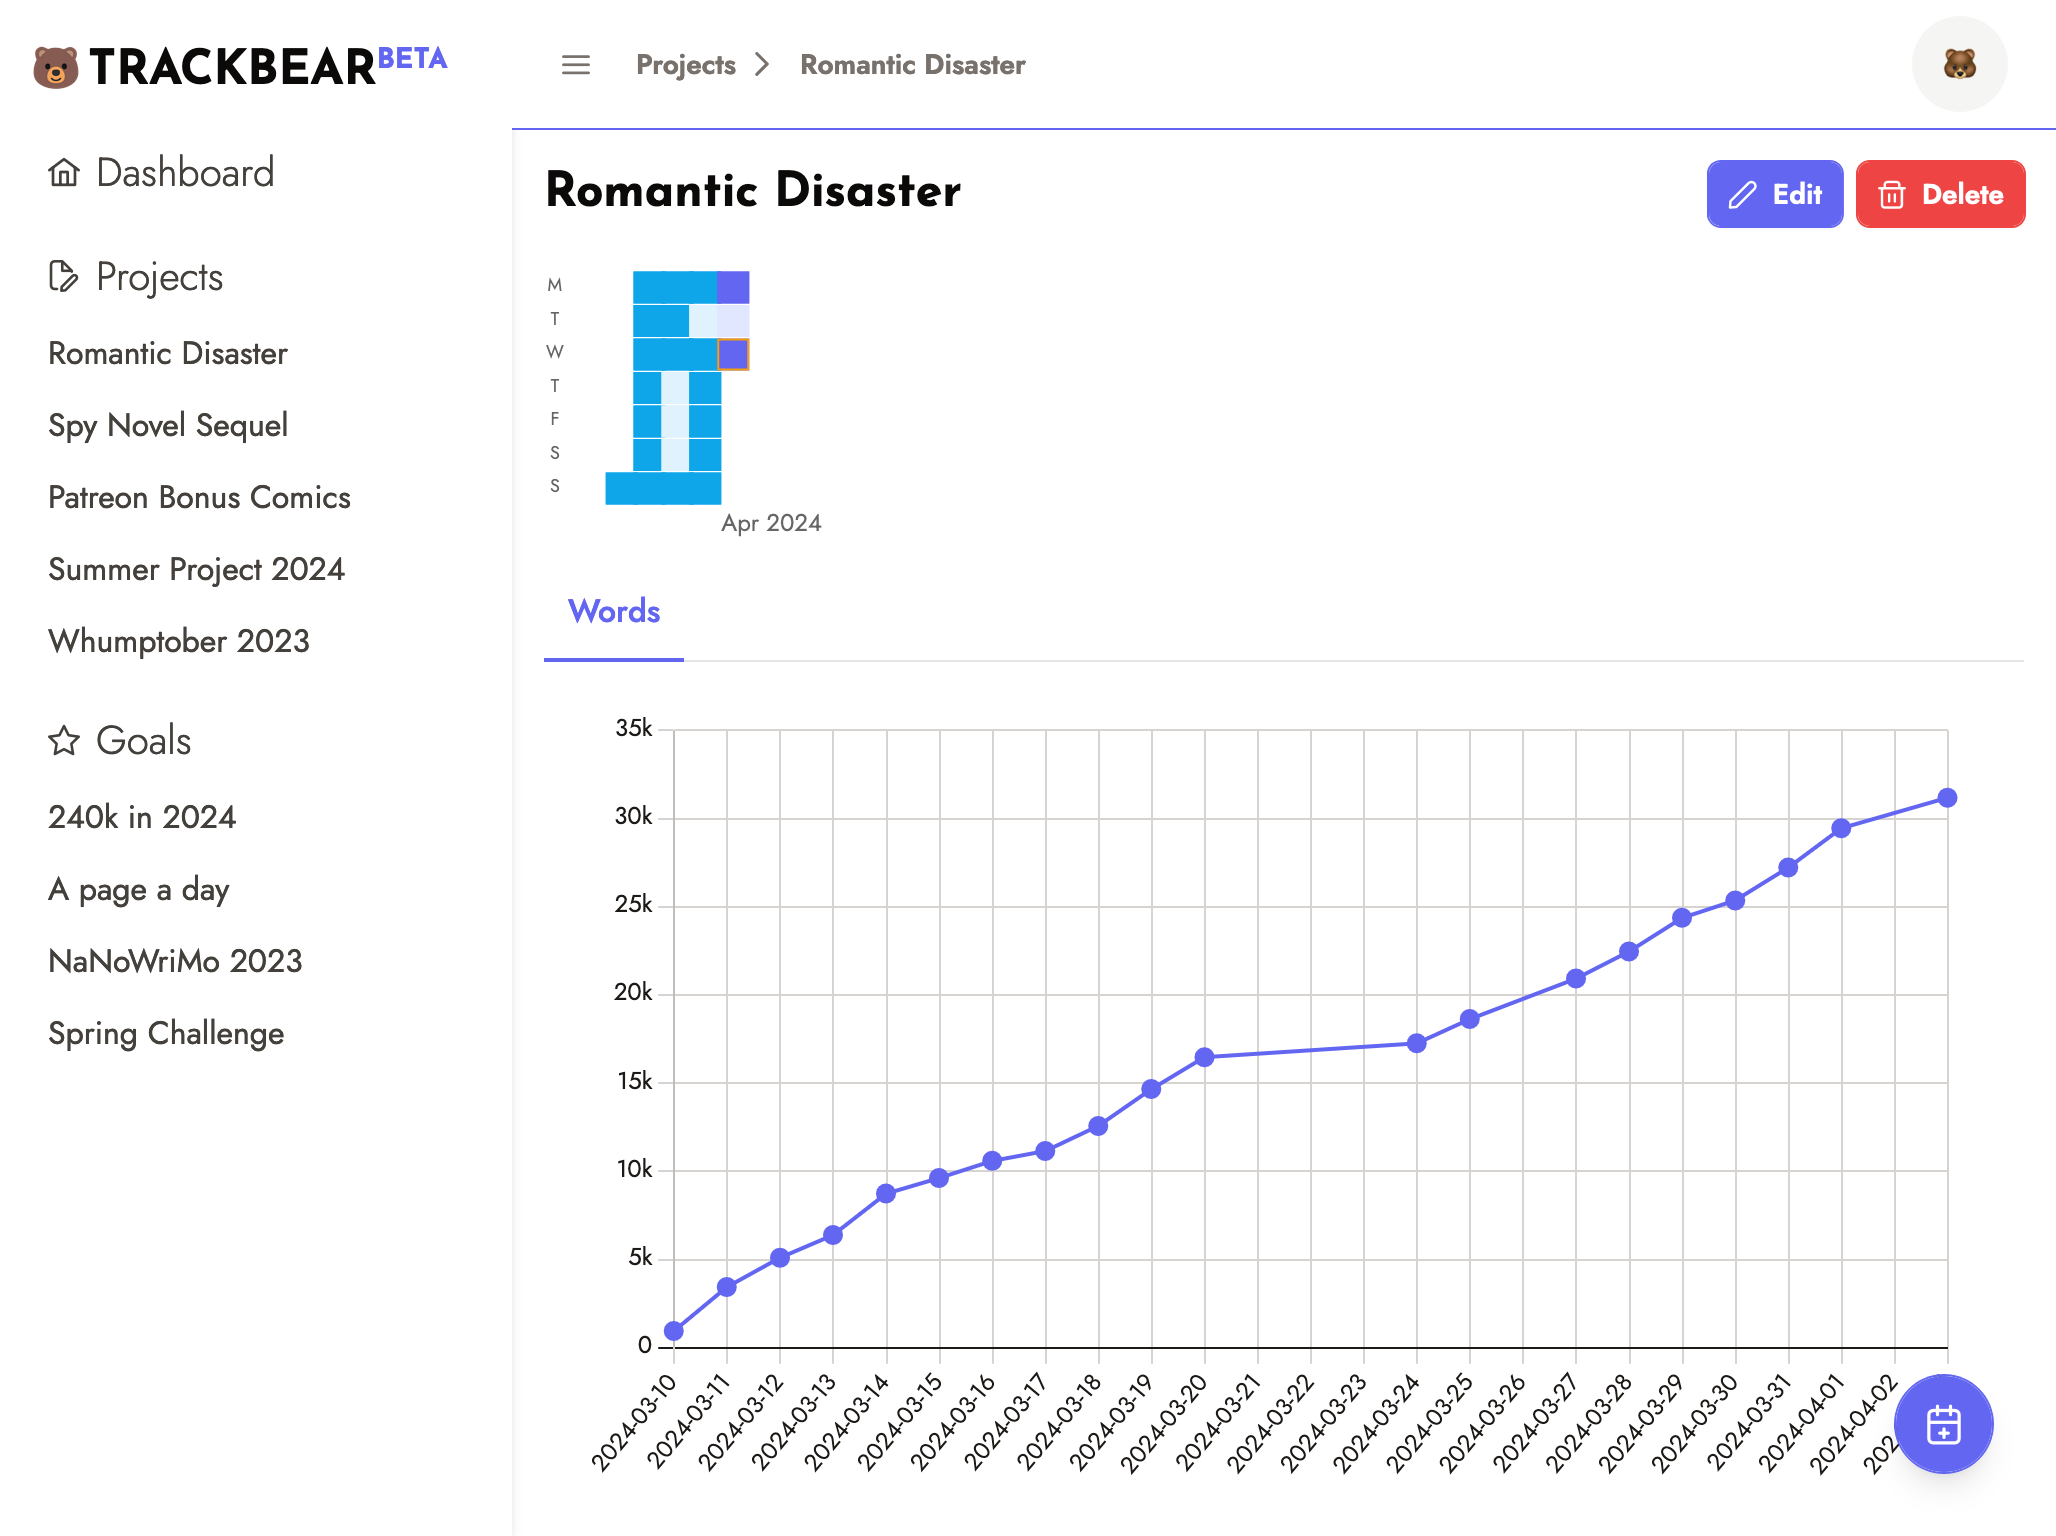 TRACKBEAR BETA
Projects
Romantic Disaster
Dashboard
Projects
Romantic Disaster
Spy Novel Sequel
Patreon Bonus Comics
Summer Project 2024
Whumptober 2023
Goals
240k in 2024
A page a day
NaNoWriMo 2023
Spring Challenge
Romantic Disaster
Edit
Delete
M
T
W
T
F
S
S
Apr 2024
Words
35k
30k
25k
20k
15k
10k
5k
0
2024-03-10
2024-03-11
2024-03-12
2024-03-13
2024-03-14
2024-03-15
2024-03-16
2024-03-17
2024-03-18
2024-03-19
2024-03-20
2024-03-21
2024-03-22
2024-03-23
2024-03-24
2024-03-25
2024-03-26
2024-03-27
2024-03-28
2024-03-29
2024-03-30
2024-03-31
2024-04-01
2024-04-02